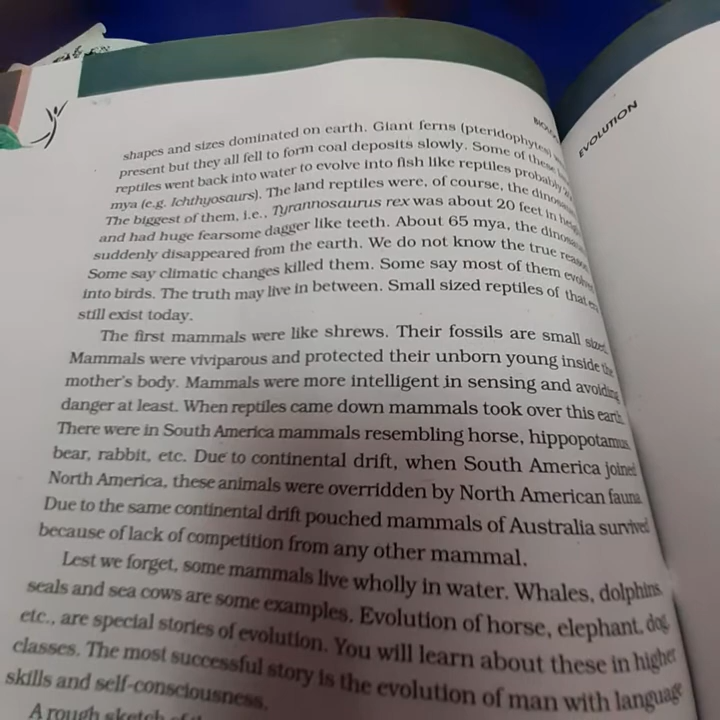 BIOLO
EVOLUTION
shapes and sizes dominated on earth. Giant ferns (pteridophytes)
present but they all fell to form coal deposits slowly. Some of these
reptiles went back into water to evolve into fish like reptiles probably
mya (e.g. Ichthyosaurs). The land reptiles were, of course, the
The biggest of them, i.e., Tyrannosaurus rex was about 20 feet in
and had huge fearsome dagger like teeth. About 65 mya, the
suddenly disappeared from the earth. We do not know the true
Some say climatic changes killed them. Some say most of them
into birds. The truth may live in between. Small sized reptiles of that
still exist today.
The first mammals were like shrews. Their fossils are small sized.
Mammals were viviparous and protected their unborn young inside the
mother's body. Mammals were more intelligent in sensing and avoiding
danger at least. When reptiles came down mammals took over this earth.
There were in South America mammals resembling horse, hippopotamus,
bear, rabbit, etc. Due to continental drift, when South America joined
North America, these animals were overridden by North American fauna.
Due to the same continental drift pouched mammals of Australia survived
because of lack of competition from any other mammal.
Lest we forget, some mammals live wholly in water. Whales, dolphins,
seals and sea cows are some examples. Evolution of horse, elephant, dog,
etc., are special stories of evolution. You will learn about these in higher
classes. The most successful story is the evolution of man with language
skills and self-consciousness.
A rough sketch of